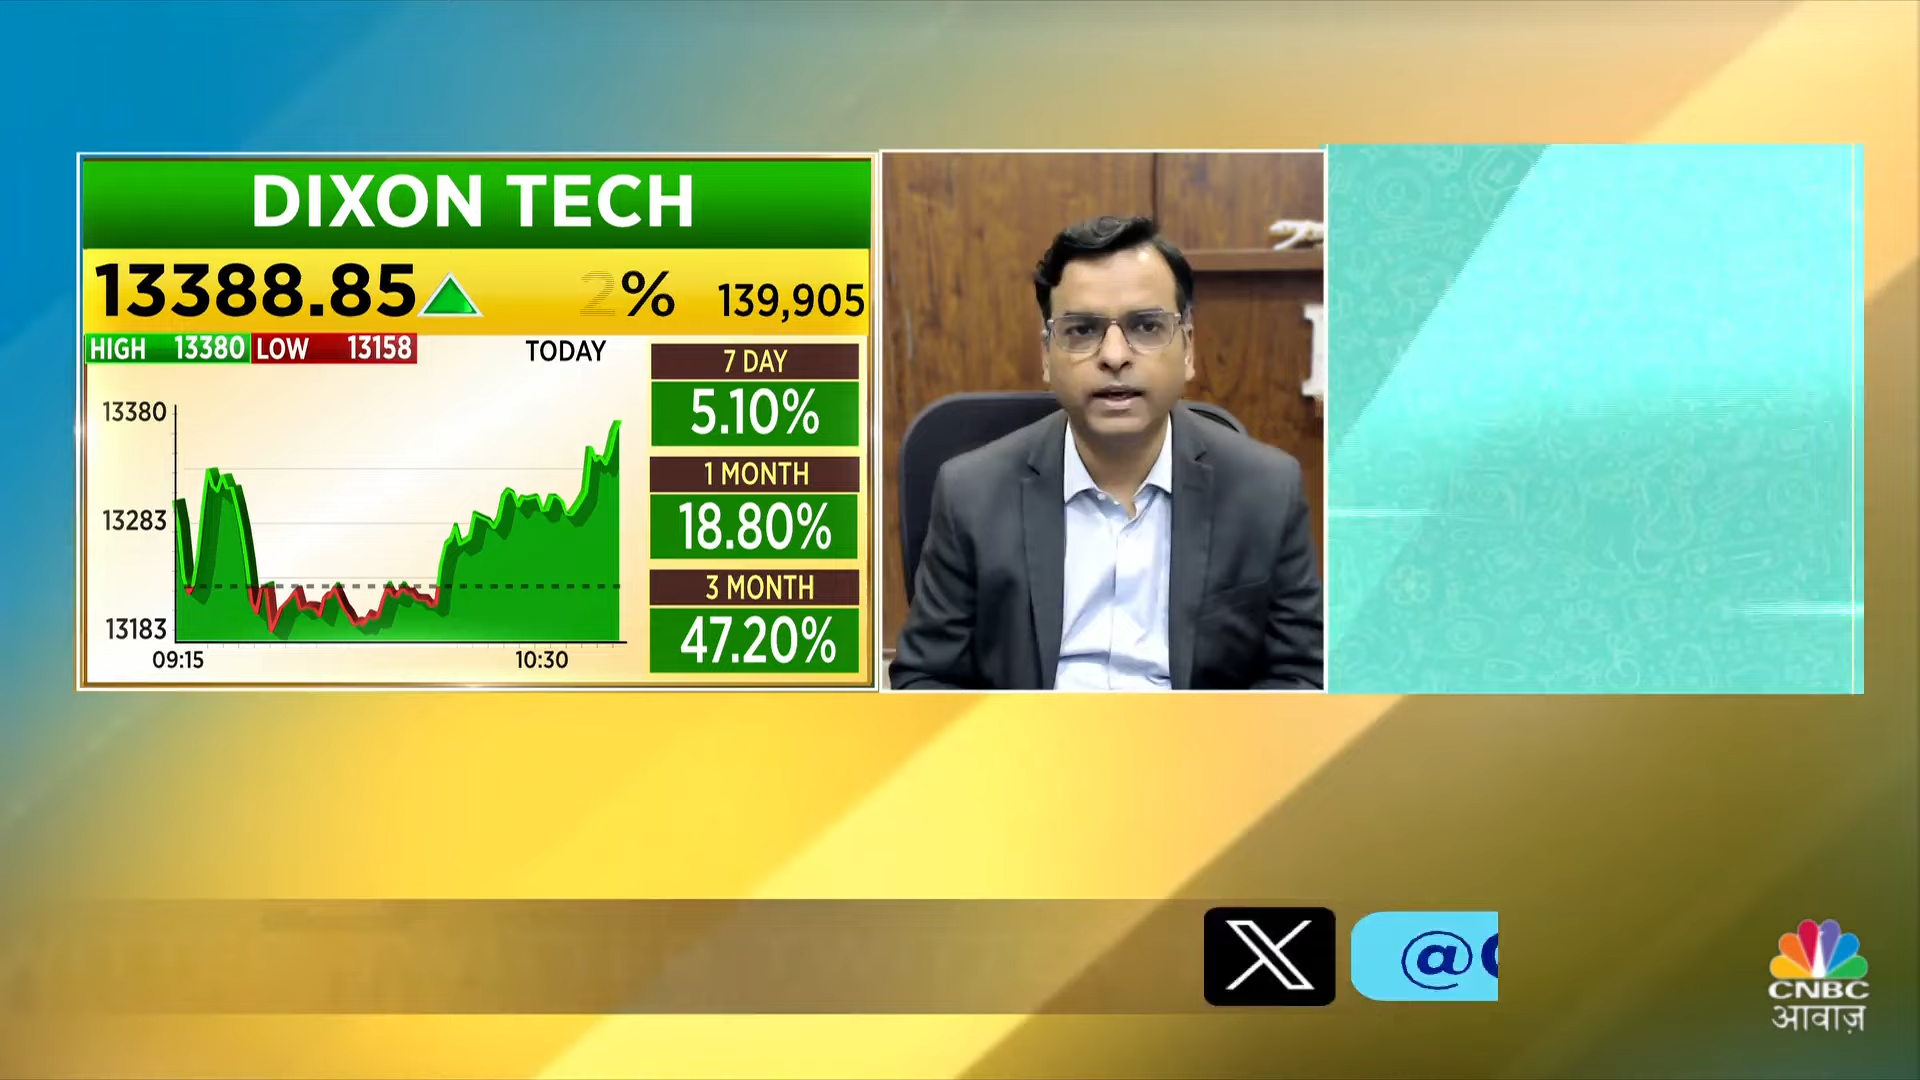 DIXON TECH
13388.85 2% 139,905
HIGH 13380 LOW 13158 TODAY
7 DAY
5.10%
1 MONTH
18.80%
3 MONTH
47.20%
13380
13283
13183
09:15 10:30
@
CNBC
आवाज़